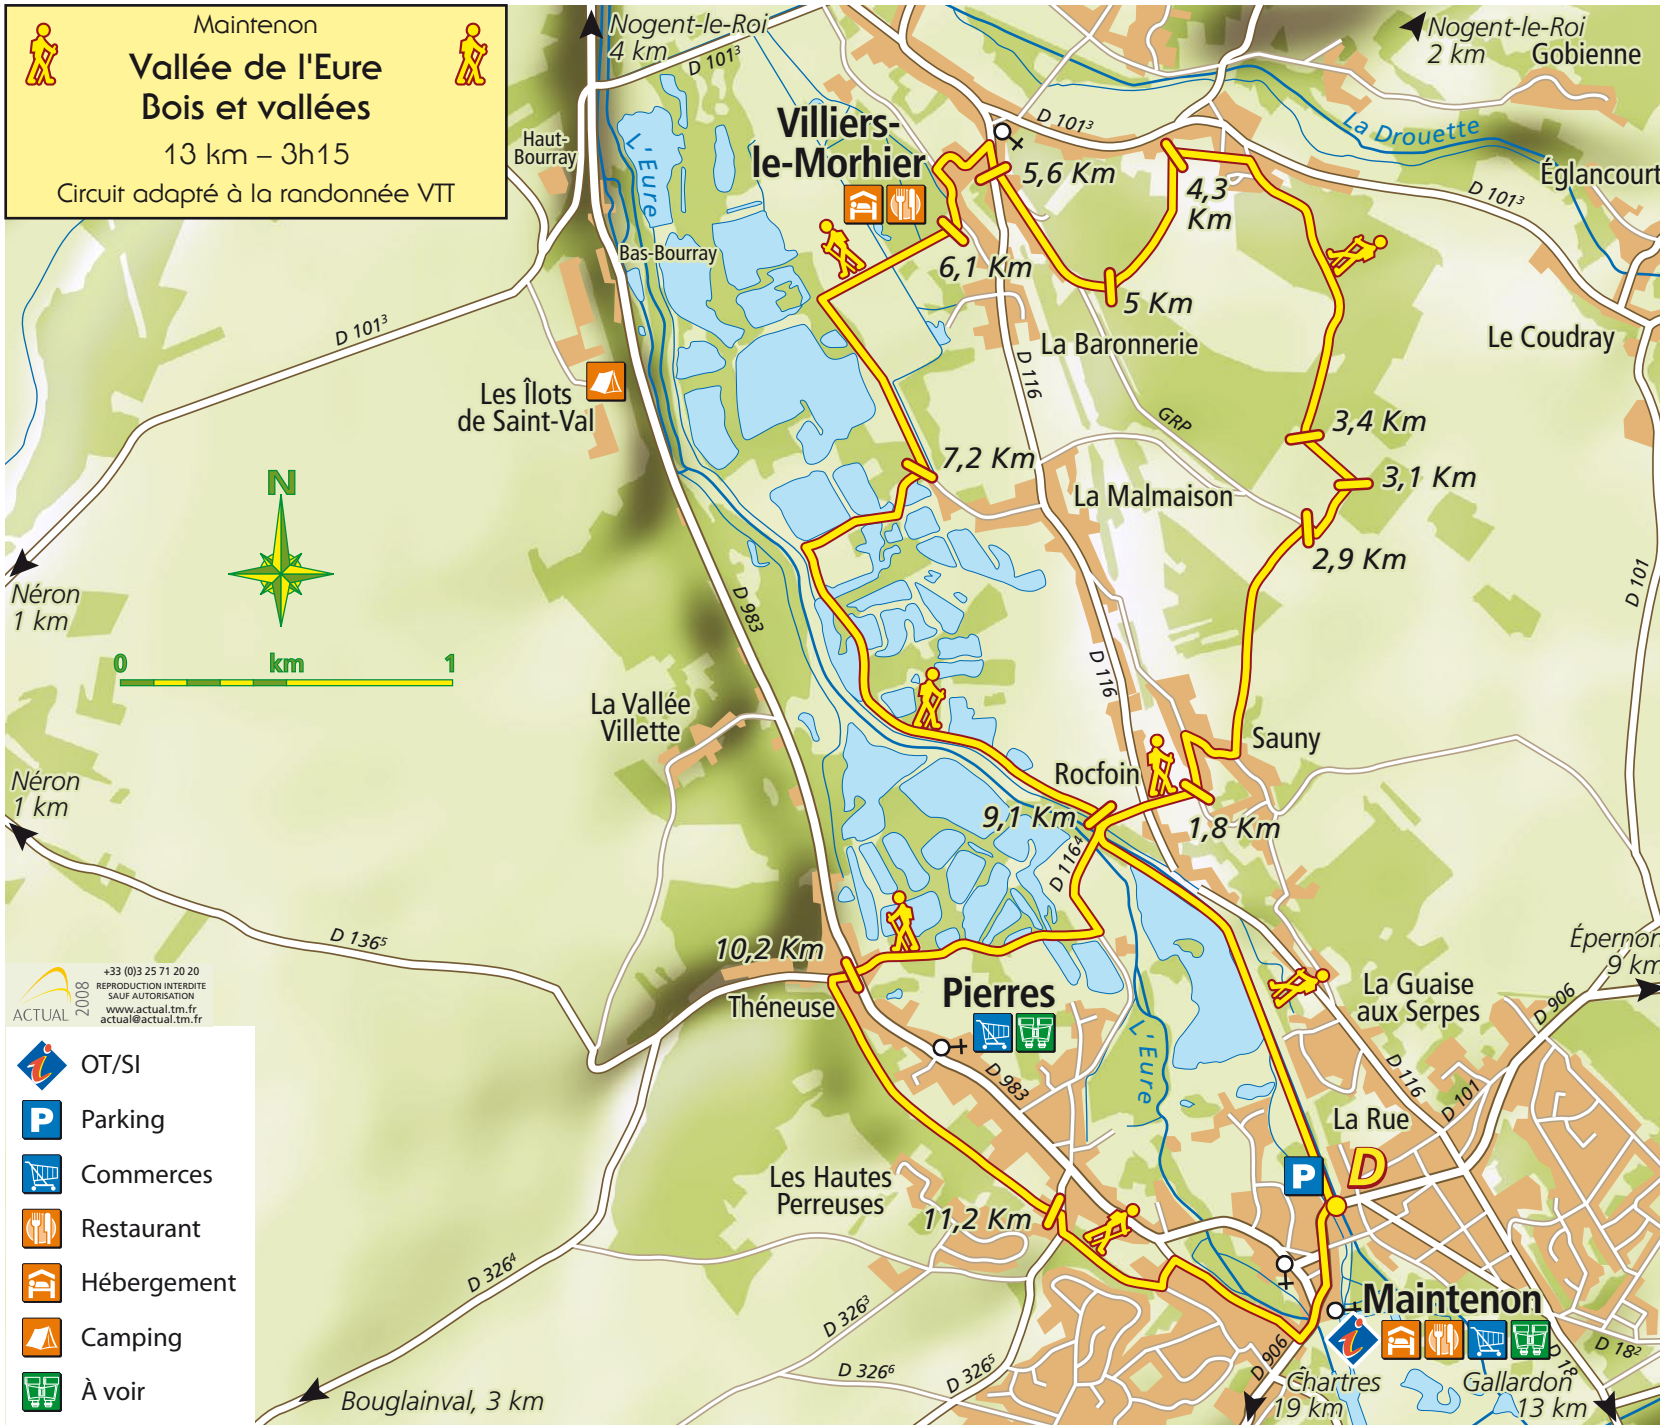 Maintenon
Vallée de l'Eure
Bois et vallées
13 km – 3h15
Circuit adapté à la randonnée VTT
Nogent-le-Roi
4 km
D 101³
Nogent-le-Roi
2 km
Gobienne
Haut-
Bourray
L'Eure
Villiers-
le-Morhier
D 101³
La Drouette
Églancourt
D 101³
5,6 Km
4,3
Km
Bas-Bourray
6,1 Km
5 Km
D 101³
La Baronnerie
Le Coudray
D 116
Les Îlots
de Saint-Val
GRP
3,4 Km
7,2 Km
3,1 Km
La Malmaison
N
2,9 Km
Néron
1 km
D 983
D 101
0
km
1
D 116
La Vallée
Villette
Sauny
Rocfoin
Néron
1 km
9,1 Km
1,8 Km
D 116⁴
D 136⁵
10,2 Km
Épernon
9 km
+33 (0)3 25 71 20 20
REPRODUCTION INTERDITE
SAUF AUTORISATION
www.actual.tm.fr
actual@actual.tm.fr
ACTUAL
2008
Théneuse
Pierres
La Guaise
aux Serpes
D 906
L'Eure
D 983
D 116
D 101
La Rue
OT/SI
P
Parking
Commerces
Restaurant
Hébergement
Camping
À voir
P
D
Les Hautes
Perreuses
11,2 Km
D 326⁴
D 326³
D 326⁶
D 326⁵
Maintenon
D 906
D 18
D 18²
Bouglainval, 3 km
Chartres
19 km
Gallardon
13 km